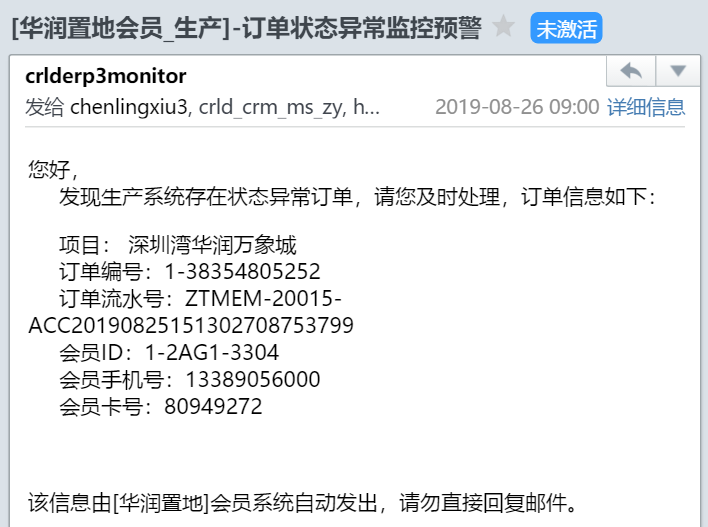 [华润置地会员_生产]-订单状态异常监控预警 未激活
crlderp3monitor
发给 chenlingxiu3, crld_crm_ms_zy, h... 2019-08-26 09:00 详细信息
您好，
发现生产系统存在状态异常订单，请您及时处理，订单信息如下：
项目： 深圳湾华润万象城
订单编号：1-38354805252
订单流水号：ZTMEM-20015-
ACC20190825151302708753799
会员ID：1-2AG1-3304
会员手机号：13389056000
会员卡号：80949272
该信息由[华润置地]会员系统自动发出，请勿直接回复邮件。